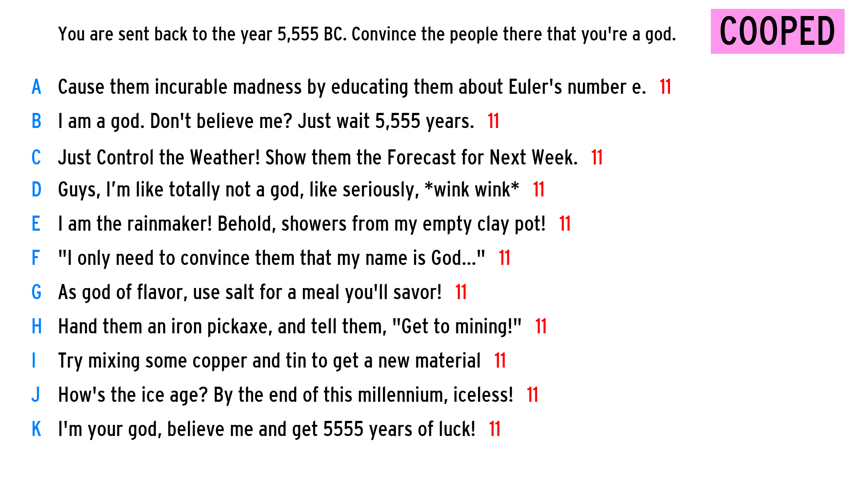 You are sent back to the year 5,555 BC. Convince the people there that you're a god.
COOPED
A Cause them incurable madness by educating them about Euler's number e. 11
B I am a god. Don't believe me? Just wait 5,555 years. 11
C Just Control the Weather! Show them the Forecast for Next Week. 11
D Guys, I’m like totally not a god, like seriously, *wink wink* 11
E I am the rainmaker! Behold, showers from my empty clay pot! 11
F "I only need to convince them that my name is God..." 11
G As god of flavor, use salt for a meal you'll savor! 11
H Hand them an iron pickaxe, and tell them, "Get to mining!" 11
I Try mixing some copper and tin to get a new material 11
J How's the ice age? By the end of this millennium, iceless! 11
K I'm your god, believe me and get 5555 years of luck! 11